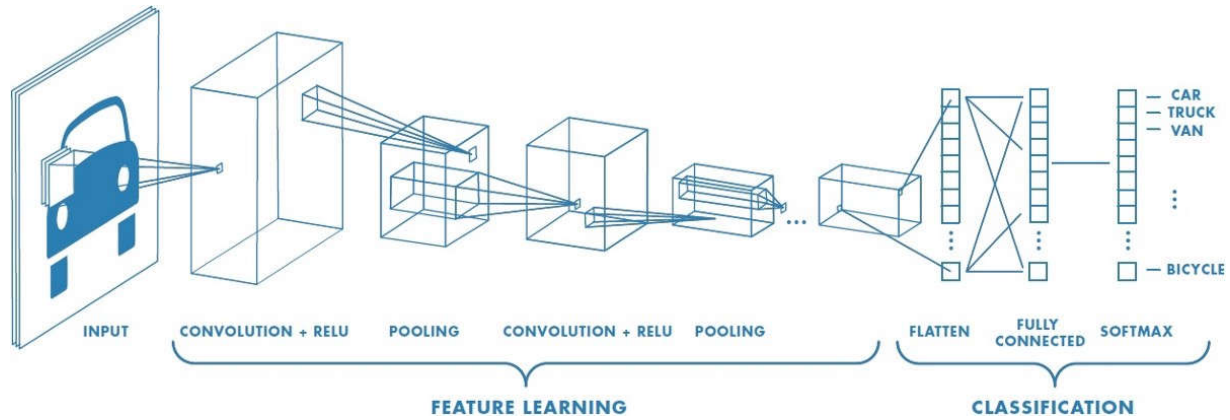 CAR
TRUCK
VAN
BICYCLE
INPUT
CONVOLUTION + RELU
POOLING
CONVOLUTION + RELU
POOLING
FLATTEN
FULLY
CONNECTED
SOFTMAX
FEATURE LEARNING
CLASSIFICATION